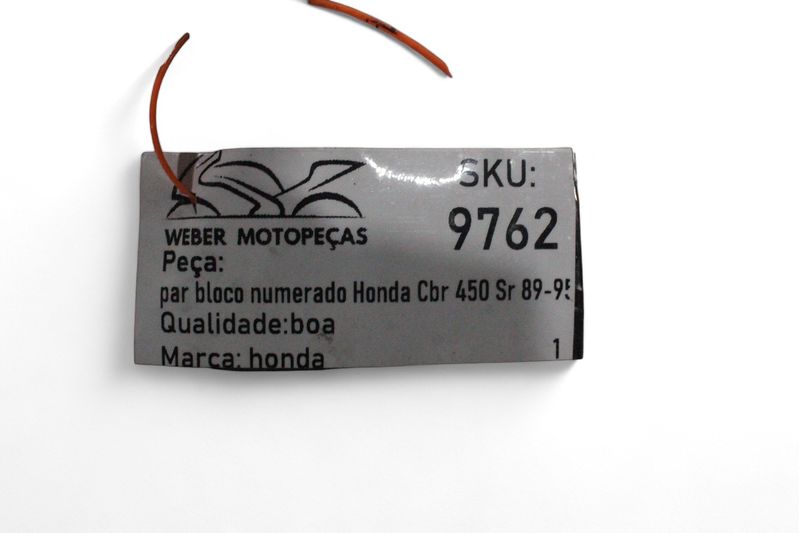 SKU:
9762
WEBER MOTOPEÇAS
Peça:
par bloco numerado Honda Cbr 450 Sr 89-95
Qualidade:boa
Marca: honda
1